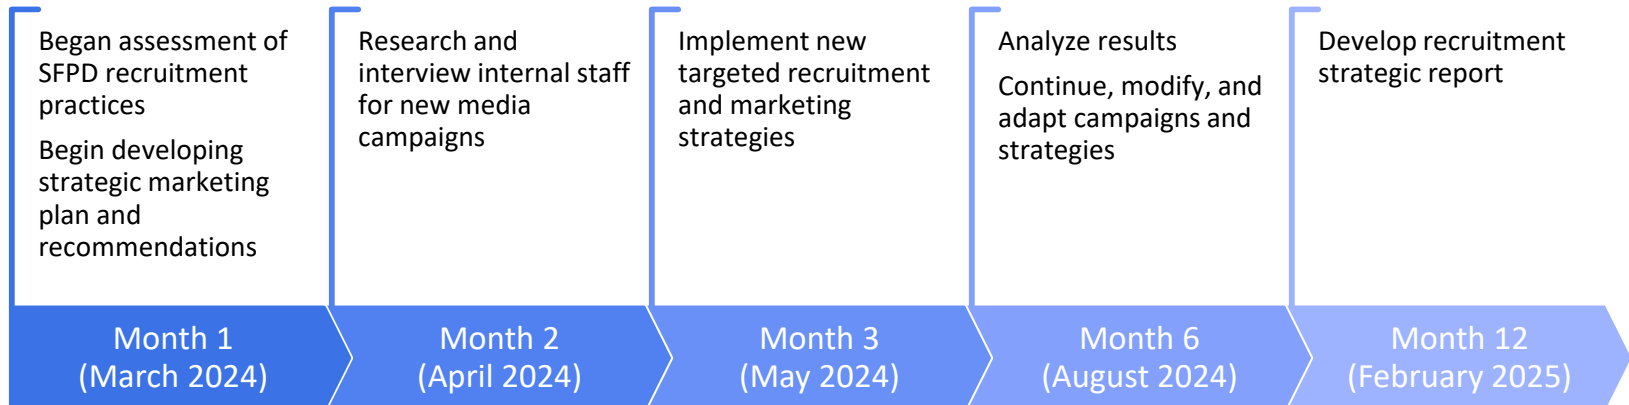 Began assessment of
SFPD recruitment
practices
Begin developing
strategic marketing
plan and
recommendations
Month 1
(March 2024)
Research and
interview internal staff
for new media
campaigns
Month 2
(April 2024)
Implement new
targeted recruitment
and marketing
strategies
Month 3
(May 2024)
Analyze results
Continue, modify, and
adapt campaigns and
strategies
Month 6
(August 2024)
Develop recruitment
strategic report
Month 12
(February 2025)